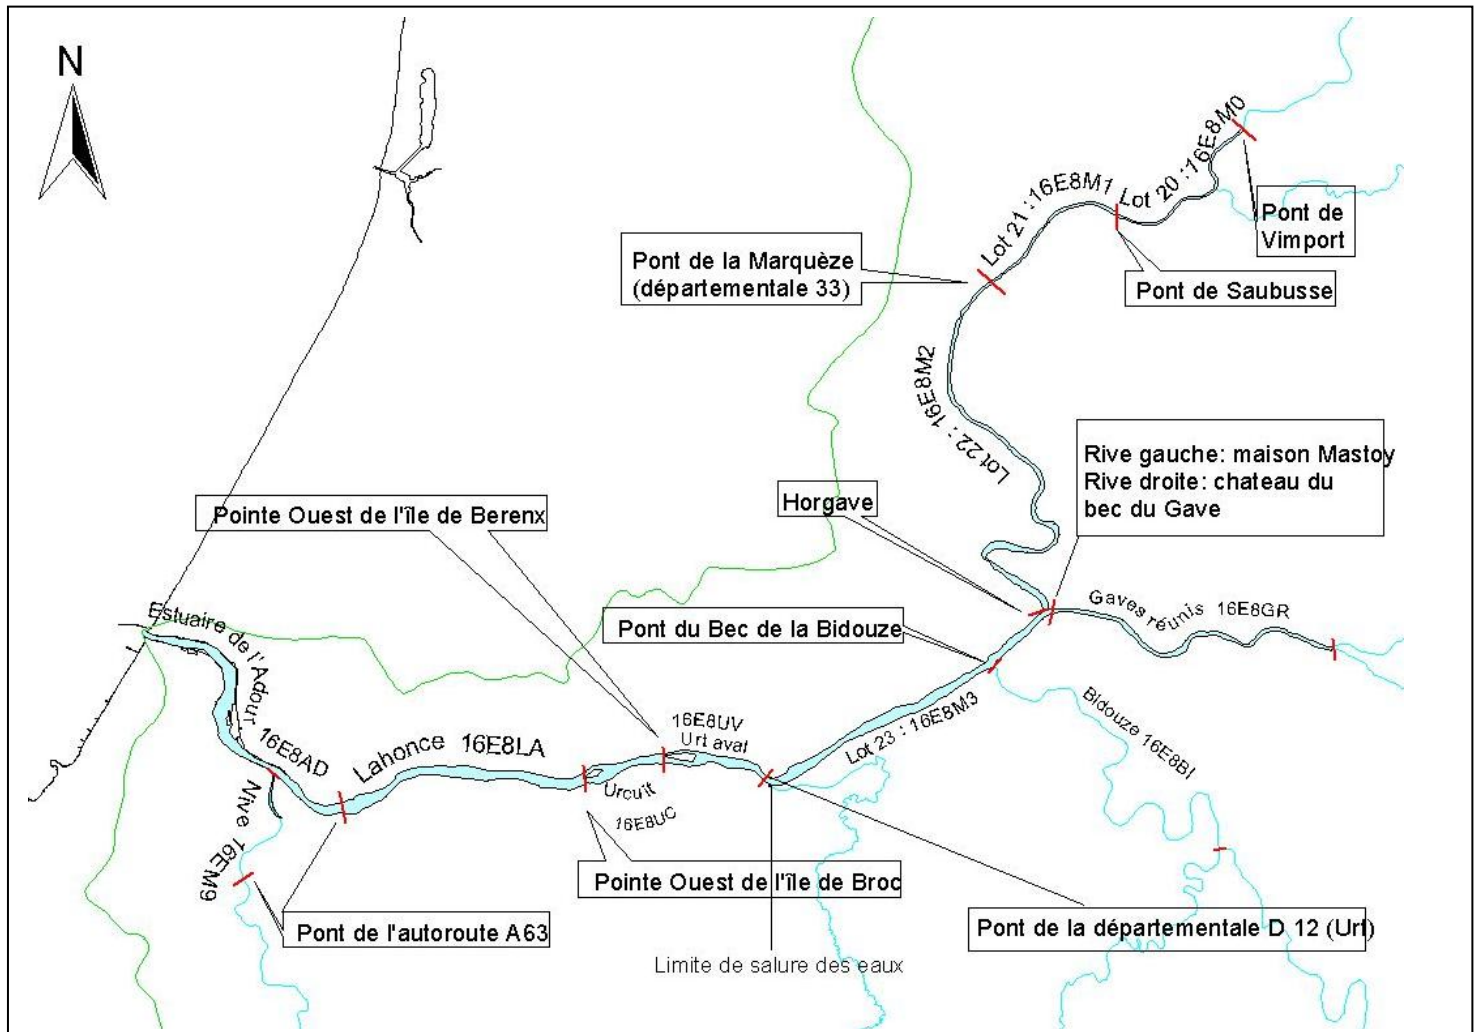 N
Lot 20 :16E8M0
Lot 21 :16E8M1
Pont de
Vimport
Pont de la Marquèze
(départementale 33)
Pont de Saubusse
Lot 22 : 16E8M2
Rive gauche: maison Mastoy
Rive droite: chateau du
bec du Gave
Horgave
Pointe Ouest de l'île de Berenx
Gaves réunis 16E8GR
Estuaire de l'Adour 16E8AD
Pont du Bec de la Bidouze
Bidouze 16E8BI
Lot 23 : 16E8M3
16E8UV
Urt aval
Lahonce 16E8LA
Urcuit
16E8UC
Nive 16EM9
Pointe Ouest de l'île de Broc
Pont de l'autoroute A63
Pont de la départementale D 12 (Urt)
Limite de salure des eaux